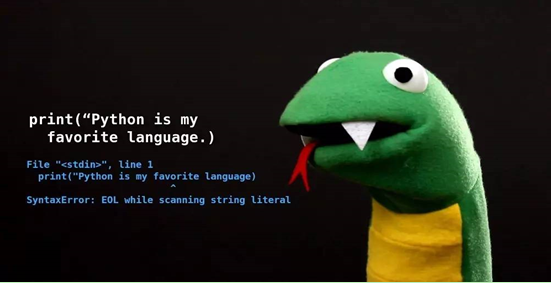 print(“Python is my
favorite language.)
File "<stdin>", line 1
print("Python is my favorite language)
^
SyntaxError: EOL while scanning string literal